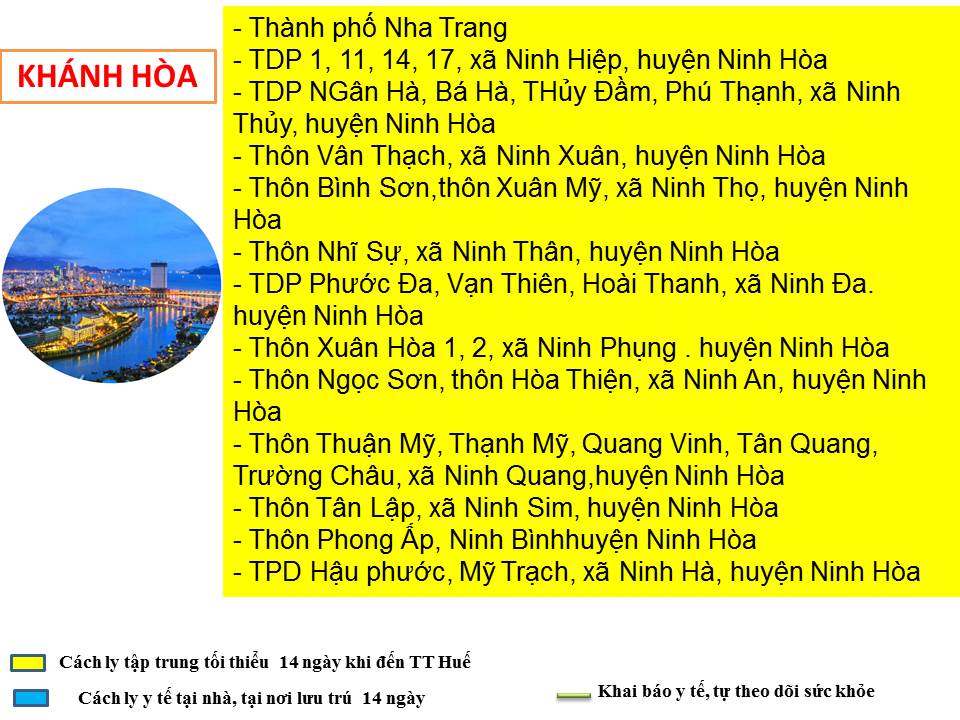 KHÁNH HÒA
- Thành phố Nha Trang
- TDP 1, 11, 14, 17, xã Ninh Hiệp, huyện Ninh Hòa
- TDP NGân Hà, Bá Hà, THủy Đầm, Phú Thạnh, xã Ninh
Thủy, huyện Ninh Hòa
- Thôn Vân Thạch, xã Ninh Xuân, huyện Ninh Hòa
- Thôn Bình Sơn,thôn Xuân Mỹ, xã Ninh Thọ, huyện Ninh
Hòa
- Thôn Nhĩ Sự, xã Ninh Thân, huyện Ninh Hòa
- TDP Phước Đa, Vạn Thiên, Hoài Thanh, xã Ninh Đa.
huyện Ninh Hòa
- Thôn Xuân Hòa 1, 2, xã Ninh Phụng . huyện Ninh Hòa
- Thôn Ngọc Sơn, thôn Hòa Thiện, xã Ninh An, huyện Ninh
Hòa
- Thôn Thuận Mỹ, Thạnh Mỹ, Quang Vinh, Tân Quang,
Trường Châu, xã Ninh Quang,huyện Ninh Hòa
- Thôn Tân Lập, xã Ninh Sim, huyện Ninh Hòa
- Thôn Phong Ấp, Ninh Bìnhhuyện Ninh Hòa
- TPD Hậu phước, Mỹ Trạch, xã Ninh Hà, huyện Ninh Hòa
Cách ly tập trung tối thiểu 14 ngày khi đến TT Huế
Cách ly y tế tại nhà, tại nơi lưu trú 14 ngày
Khai báo y tế, tự theo dõi sức khỏe